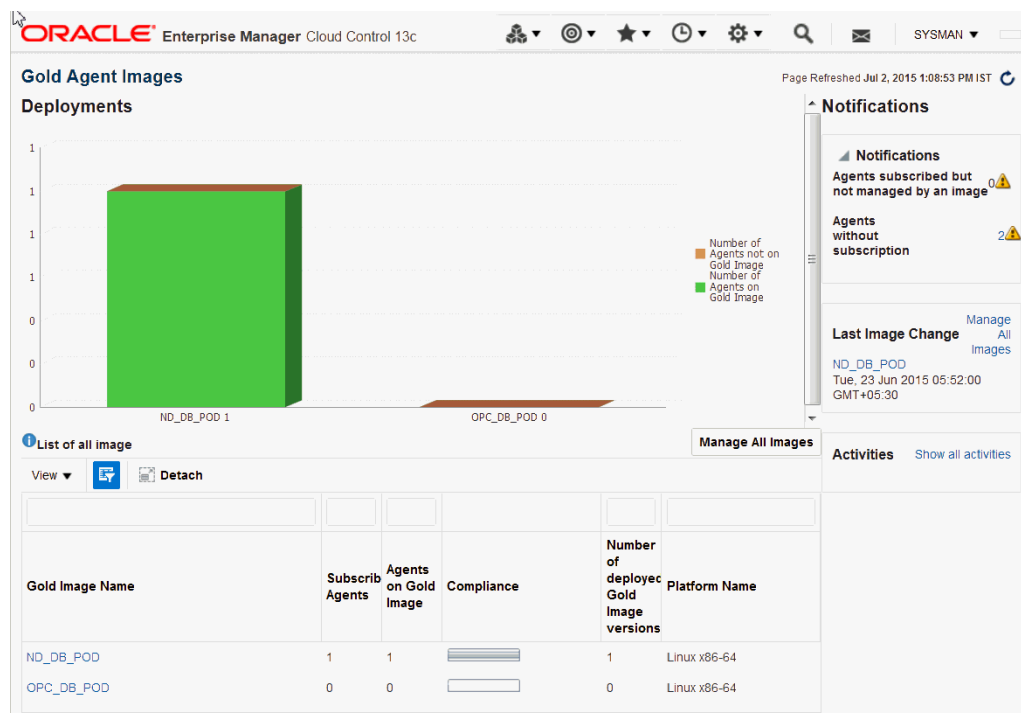 ORACLE Enterprise Manager Cloud Control 13c
SYSMAN
Gold Agent Images
Page Refreshed Jul 2, 2015 1:08:53 PM IST
Deployments
1
1
1
1
0
0
0
ND_DB_POD 1
OPC_DB_POD 0
Number of
Agents not on
Gold Image
Number of
Agents on
Gold Image
Notifications
Notifications
Agents subscribed but
not managed by an image 0
Agents
without
subscription 2
Last Image Change
Manage
All
Images
ND_DB_POD
Tue, 23 Jun 2015 05:52:00
GMT+05:30
Activities Show all activities
List of all image
Manage All Images
View
Detach
Gold Image Name
Subscrib
Agents
Agents
on Gold
Image
Compliance
Number
of
deployed
Gold
Image
versions
Platform Name
ND_DB_POD 1 1 1 Linux x86-64
OPC_DB_POD 0 0 0 Linux x86-64